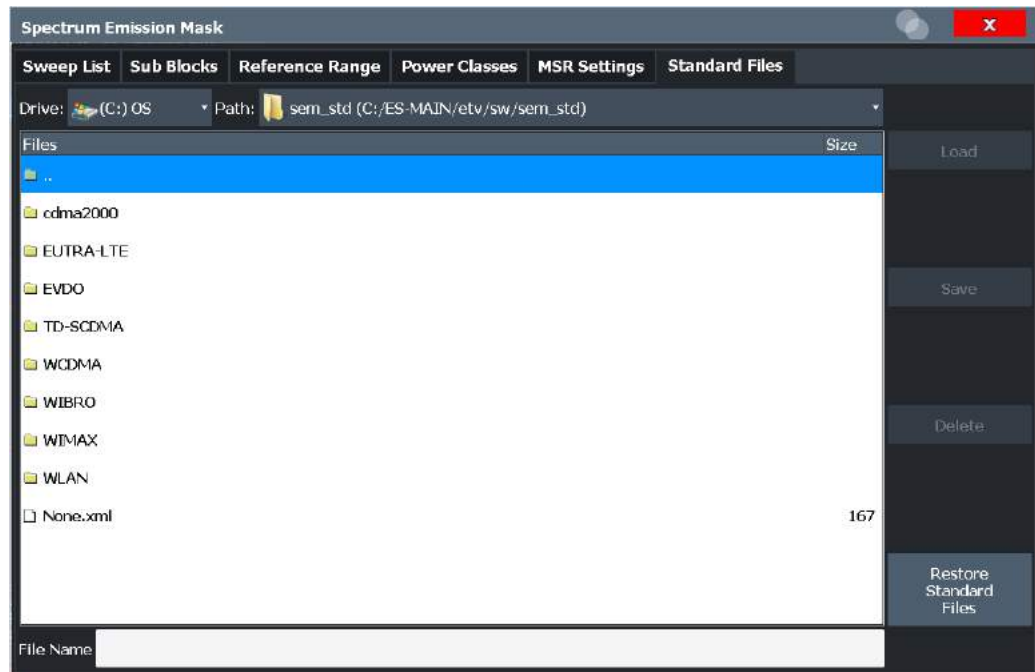 Spectrum Emission Mask
X
Sweep List Sub Blocks Reference Range Power Classes MSR Settings Standard Files
Drive: (C:) OS Path: sem_std (C:/ES-MAIN/etv/sw/sem_std)
Files Size
..
cdma2000
EUTRA-LTE
EVDO
TD-SCDMA
WCDMA
WIBRO
WIMAX
WLAN
None.xml 167
Load
Save
Delete
Restore
Standard
Files
File Name